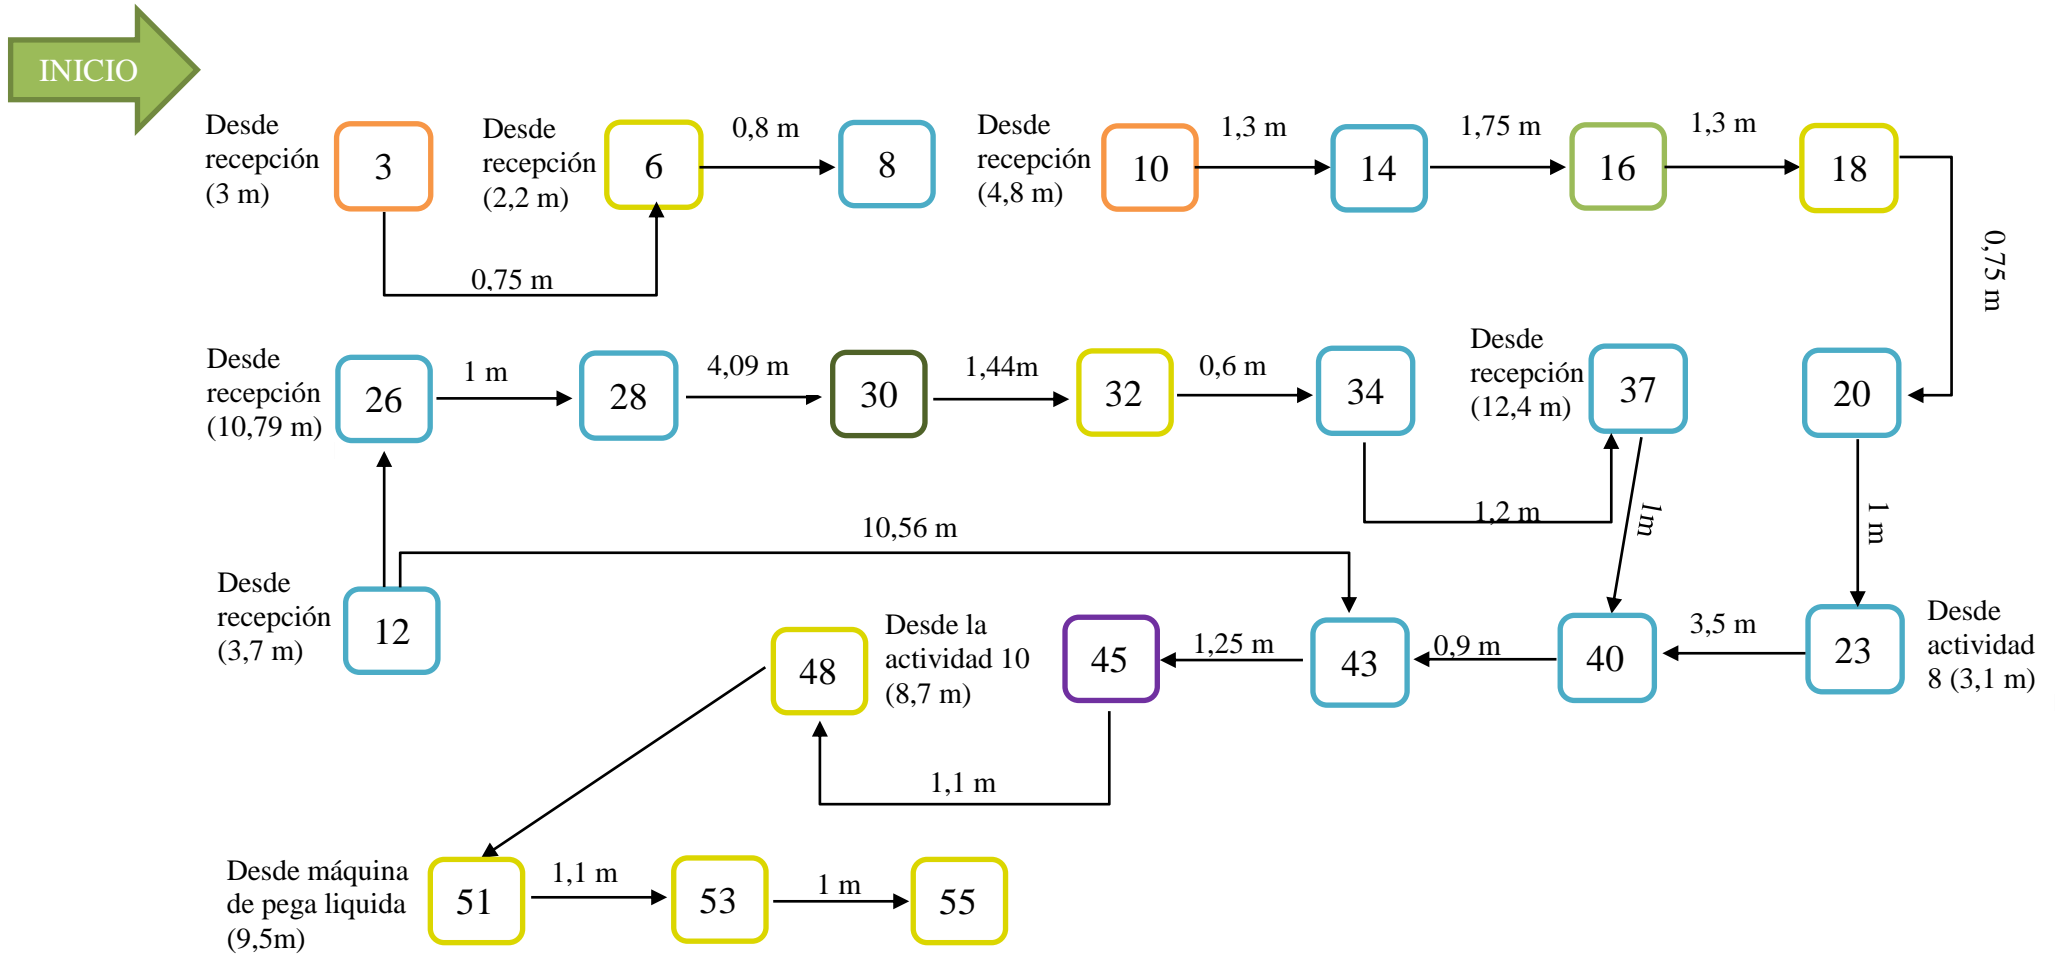 INICIO
Desde
recepción
(3 m)
3
Desde
recepción
(2,2 m)
6
0,8 m
8
Desde
recepción
(4,8 m)
10
1,3 m
14
1,75 m
16
1,3 m
18
0,75 m
0,75 m
Desde
recepción
(10,79 m)
26
1 m
28
4,09 m
30
1,44m
32
0,6 m
34
Desde
recepción
(12,4 m)
37
20
1,2 m
1m
1 m
10,56 m
Desde
recepción
(3,7 m)
12
48
Desde la
actividad 10
(8,7 m)
45
1,25 m
43
0,9 m
40
3,5 m
23
Desde
actividad
8 (3,1 m)
1,1 m
Desde máquina
de pega liquida
(9,5m)
51
1,1 m
53
1 m
55